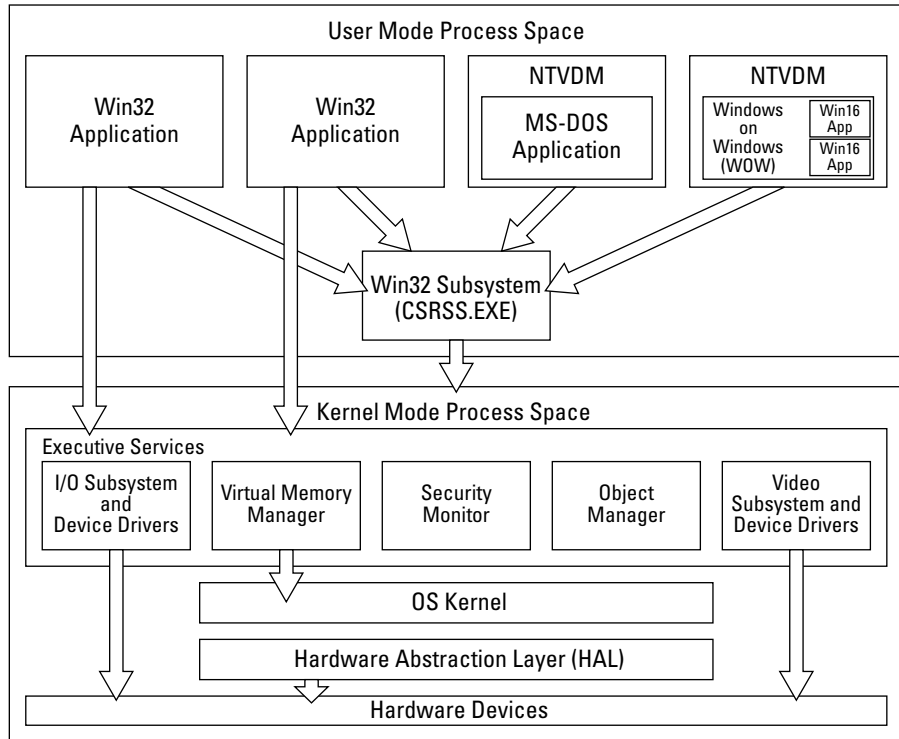 User Mode Process Space
Win32
Application
Win32
Application
NTVDM
MS-DOS
Application
NTVDM
Windows
on
Windows
(WOW)
Win16
App
Win16
App
Win32 Subsystem
(CSRSS.EXE)
Kernel Mode Process Space
Executive Services
I/O Subsystem
and
Device Drivers
Virtual Memory
Manager
Security
Monitor
Object
Manager
Video
Subsystem and
Device Drivers
OS Kernel
Hardware Abstraction Layer (HAL)
Hardware Devices